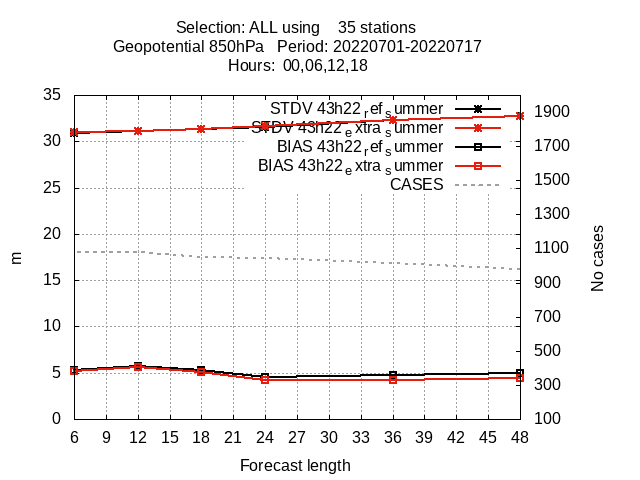 Selection: ALL using    35 stations
Geopotential 850hPa   Period: 20220701-20220717
Hours:  00,06,12,18
35
30
25
20
15
10
5
0
m
STDV 43h22_ref_summer
STDV 43h22_extra_summer
BIAS 43h22_ref_summer
BIAS 43h22_extra_summer
CASES
1900
1700
1500
1300
1100
900
700
500
300
100
No cases
6 9 12 15 18 21 24 27 30 33 36 39 42 45 48
Forecast length